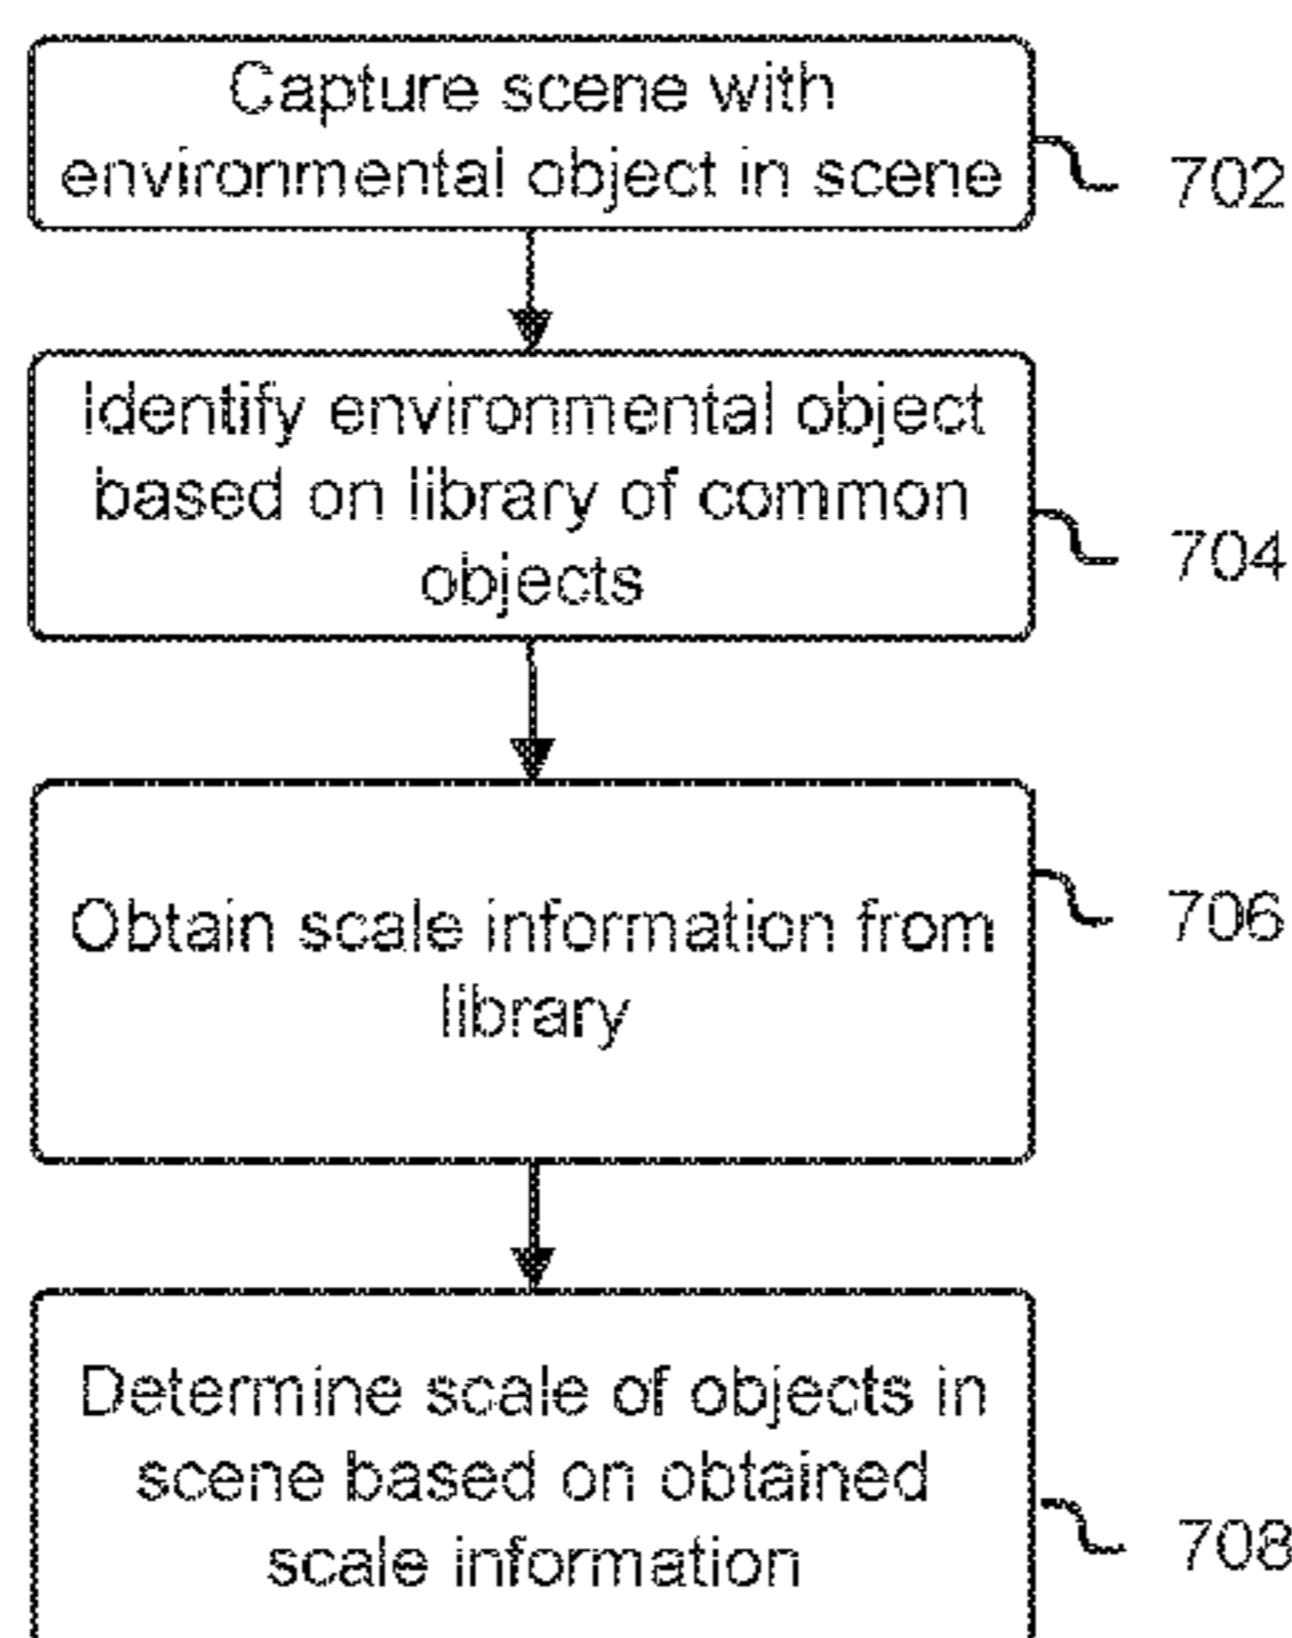 Capture scene with
environmental object in scene
702
Identify environmental object
based on library of common
objects
704
Obtain scale information from
library
706
Determine scale of objects in
scene based on obtained
scale information
708